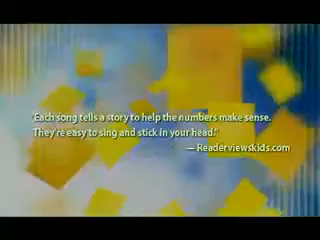 "Each song tells a story to help the numbers make sense.
They're easy to sing and stick in your head."
— Readerviewskids.com